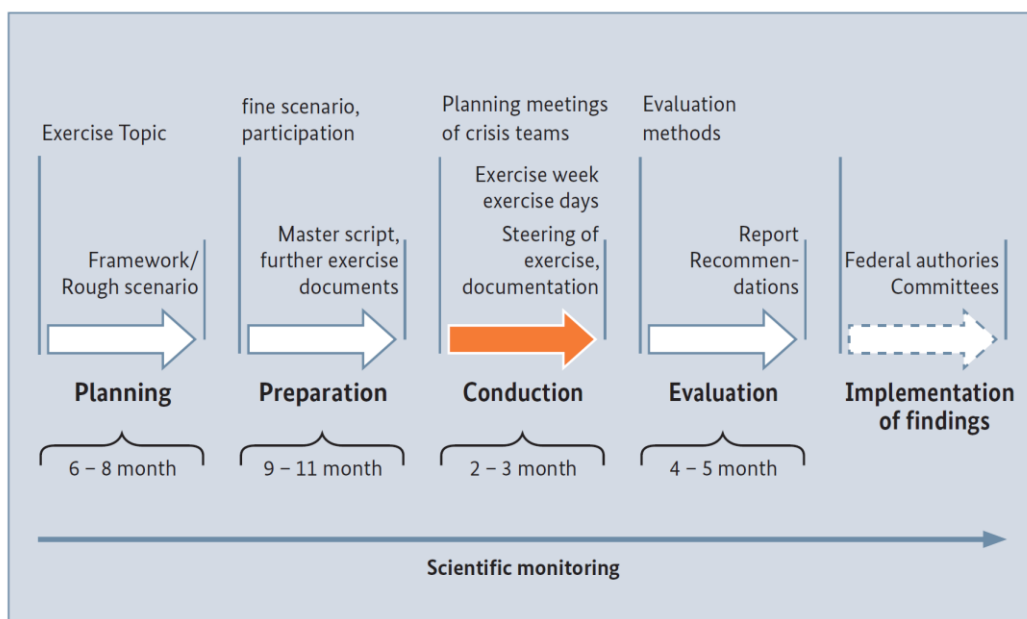 Exercise Topic
Framework/
Rough scenario
Planning
6 – 8 month
fine scenario,
participation
Master script,
further exercise
documents
Preparation
9 – 11 month
Planning meetings
of crisis teams
Exercise week
exercise days
Steering of
exercise,
documentation
Conduction
2 – 3 month
Evaluation
methods
Report
Recommen-
dations
Evaluation
4 – 5 month
Federal authories
Committees
Implementation
of findings
Scientific monitoring